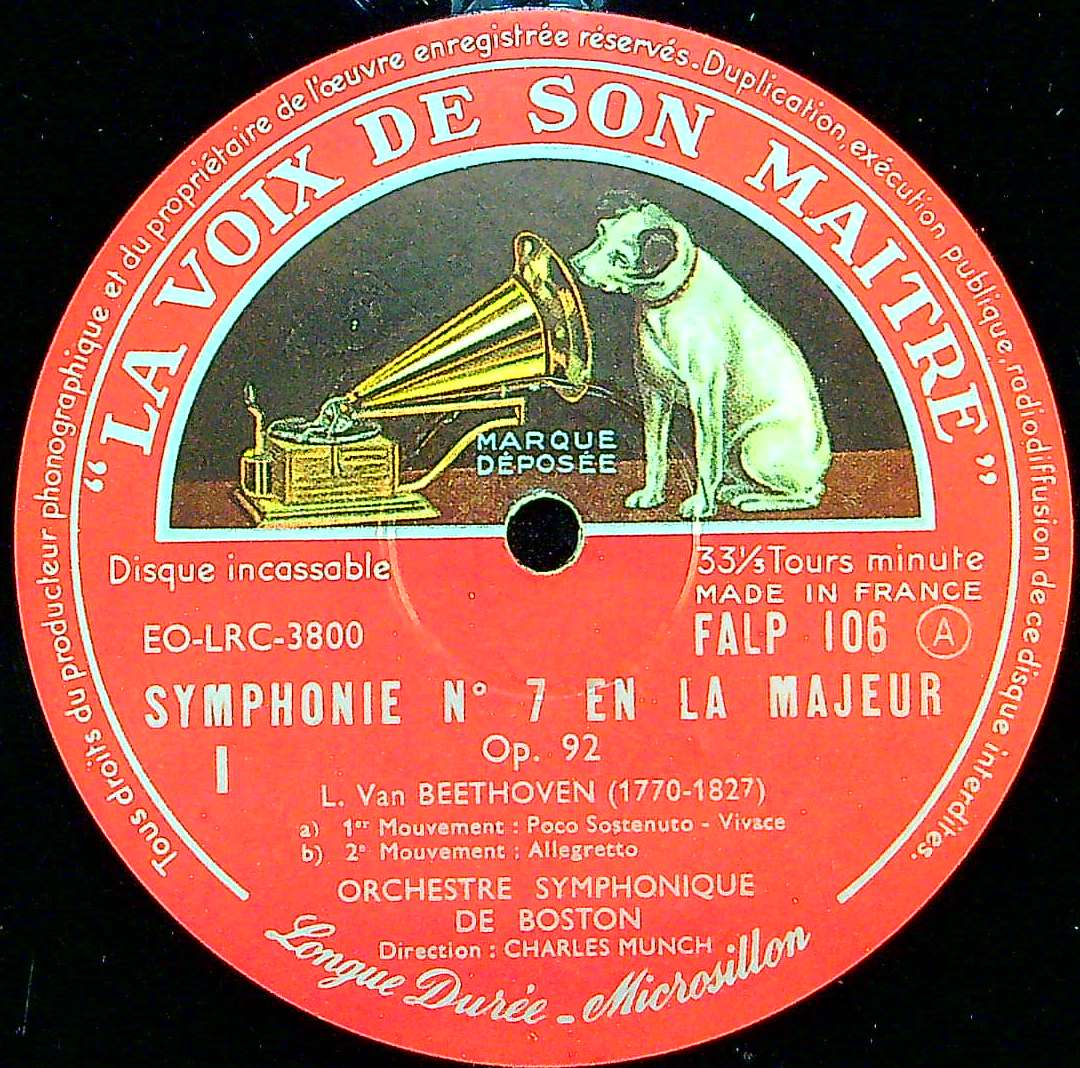 Tous droits du producteur phonographique et du propriétaire de l'œuvre enregistrée réservés. Duplication, exécution publique, radiodiffusion de ce disque interdites.
"LA VOIX DE SON MAITRE"
MARQUE
DÉPOSÉE
Disque incassable
33⅓ Tours minute
MADE IN FRANCE
EO-LRC-3800
FALP 106 A
SYMPHONIE N° 7 EN LA MAJEUR
I
Op. 92
L. Van BEETHOVEN (1770-1827)
a) 1er Mouvement : Poco Sostenuto - Vivace
b) 2e Mouvement : Allegretto
ORCHESTRE SYMPHONIQUE
DE BOSTON
Direction : CHARLES MUNCH
Longue Durée - Microsillon